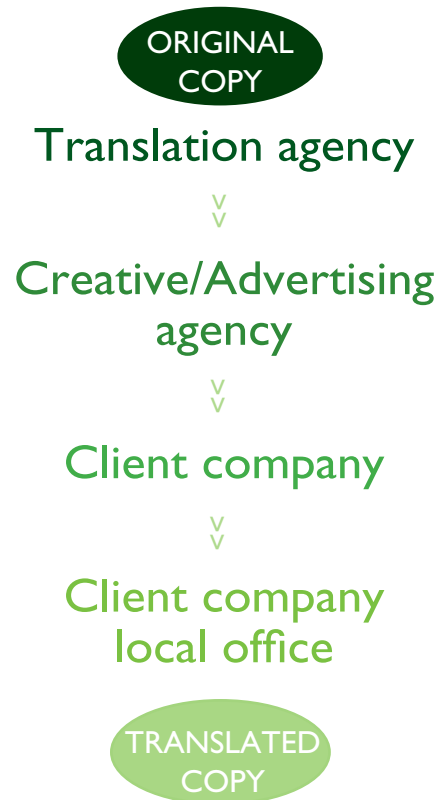 ORIGINAL
COPY
Translation agency
>>
Creative/Advertising
agency
>>
Client company
>>
Client company
local office
TRANSLATED
COPY